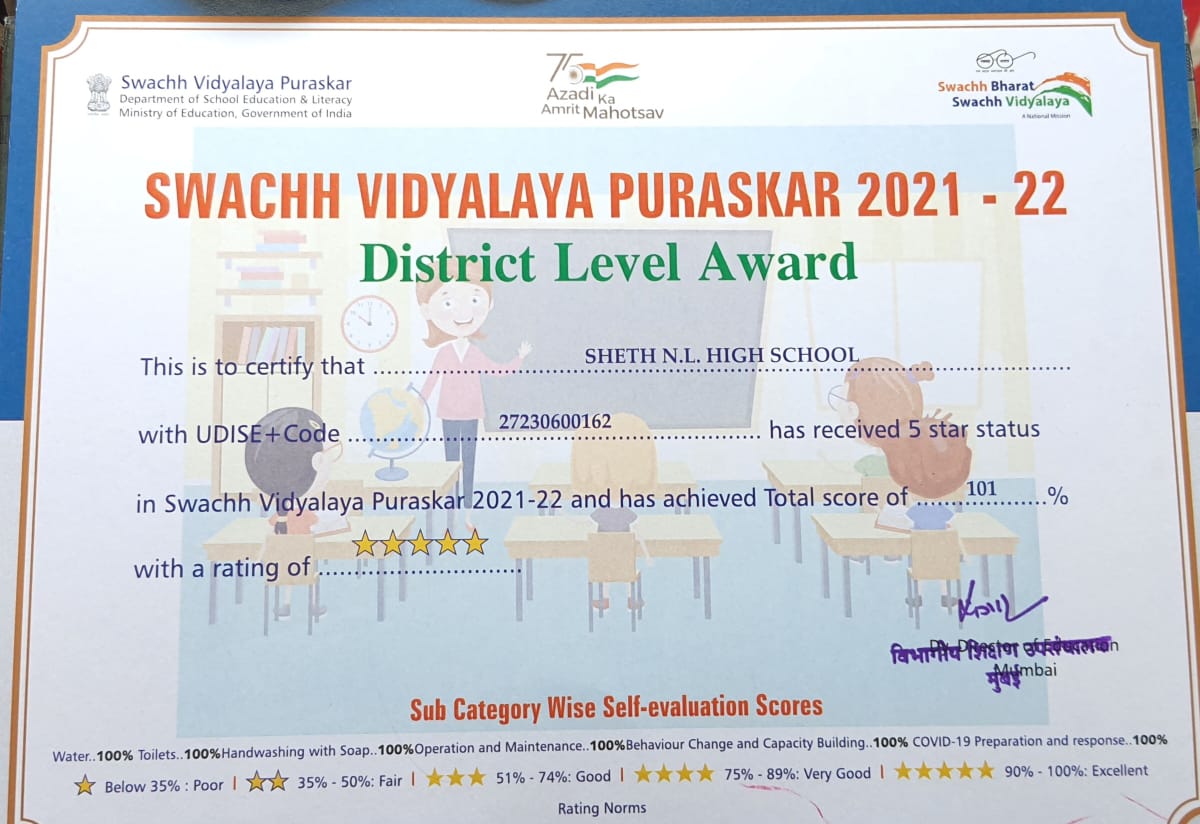 Swachh Vidyalaya Puraskar
Department of School Education & Literacy
Ministry of Education, Government of India
75
Azadi Ka
Amrit Mahotsav
Swachh Bharat
Swachh Vidyalaya
A National Mission
SWACHH VIDYALAYA PURASKAR 2021 - 22
District Level Award
This is to certify that SHETH N.L. HIGH SCHOOL
with UDISE+Code 27230600162 has received 5 star status
in Swachh Vidyalaya Puraskar 2021-22 and has achieved Total score of 101 %
with a rating of
Dy. Director of Education
विभागीय शिक्षण उपसंचालक
Mumbai
मुंबई
Sub Category Wise Self-evaluation Scores
Water..100% Toilets..100%Handwashing with Soap..100%Operation and Maintenance..100%Behaviour Change and Capacity Building..100% COVID-19 Preparation and response..100%
Below 35% : Poor | 35% - 50%: Fair | 51% - 74%: Good | 75% - 89%: Very Good | 90% - 100%: Excellent
Rating Norms